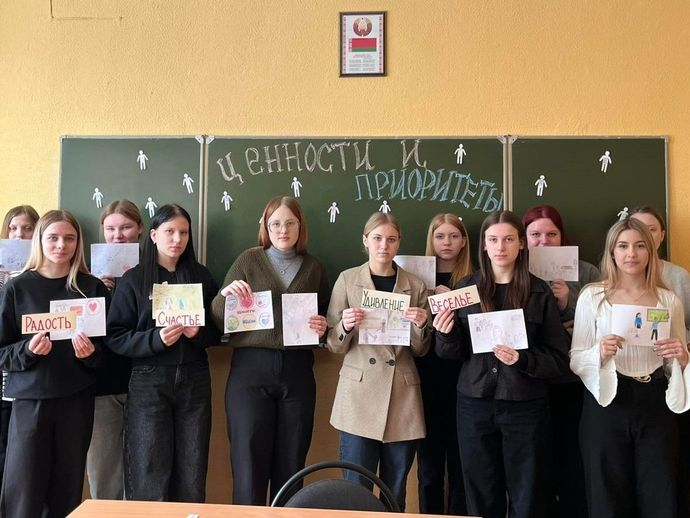 ЦЕННОСТИ И
ПРИОРИТЕТЫ
РАДОСТЬ
СЧАСТЬЕ
УДИВЛЕНИЕ
ВЕСЕЛЬЕ